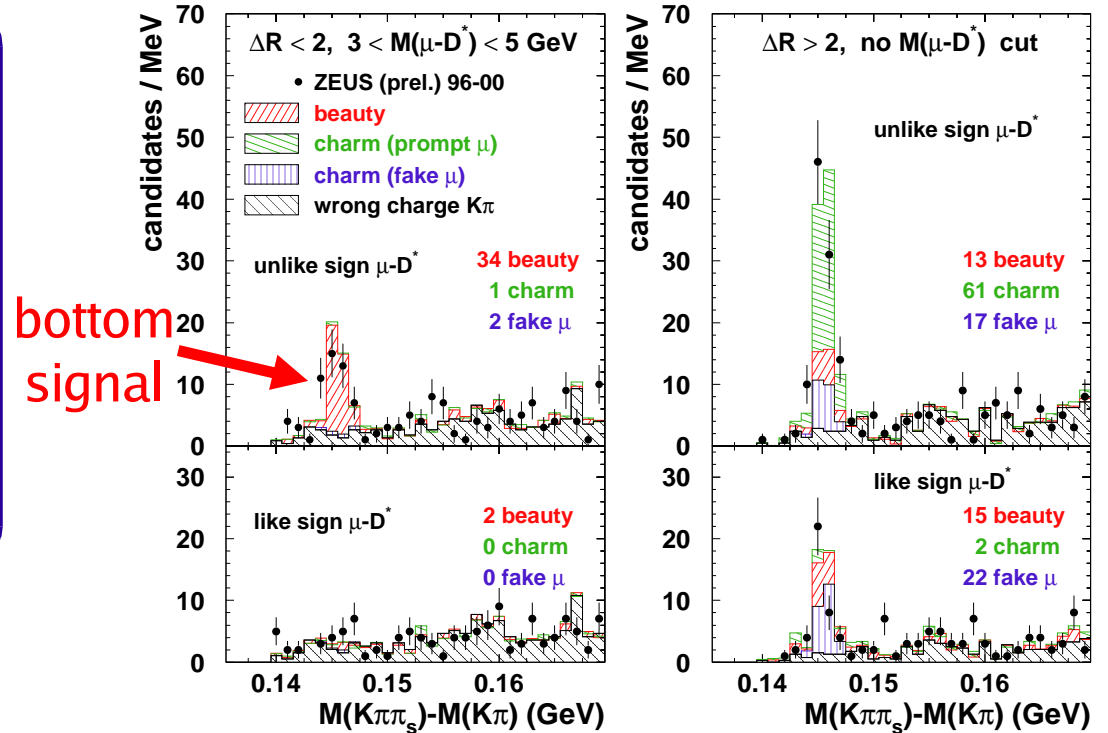 bottom
signal
candidates / MeV
70
60
50
40
30
20
10
0
ΔR < 2, 3 < M(μ-D*) < 5 GeV
ZEUS (prel.) 96-00
beauty
charm (prompt μ)
charm (fake μ)
wrong charge Kπ
unlike sign μ-D*
34 beauty
1 charm
2 fake μ
30
20
10
0
like sign μ-D*
2 beauty
0 charm
0 fake μ
0.14 0.15 0.16
M(Kππs)-M(Kπ) (GeV)
candidates / MeV
70
60
50
40
30
20
10
0
ΔR > 2, no M(μ-D*) cut
unlike sign μ-D*
13 beauty
61 charm
17 fake μ
30
20
10
0
like sign μ-D*
15 beauty
2 charm
22 fake μ
0.14 0.15 0.16
M(Kππs)-M(Kπ) (GeV)